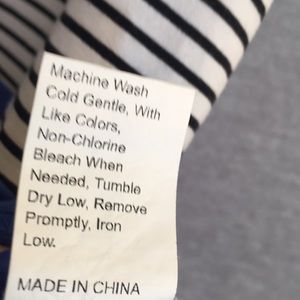 Machine Wash
Cold Gentle, With
Like Colors,
Non-Chlorine
Bleach When
Needed, Tumble
Dry Low, Remove
Promptly, Iron
Low.
MADE IN CHINA